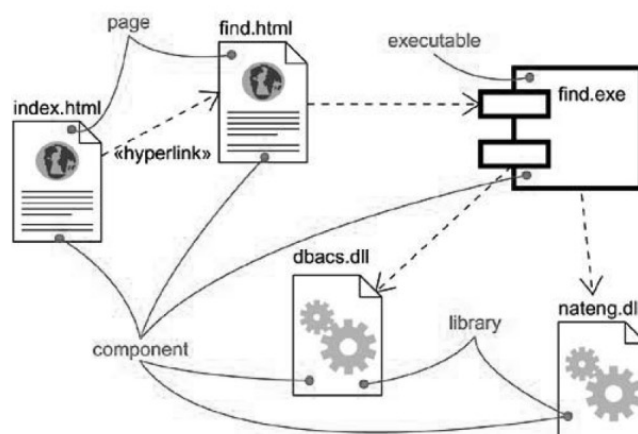 find.html
page
executable
find.exe
index.html
«hyperlink»
dbacs.dll
nateng.dl
library
component